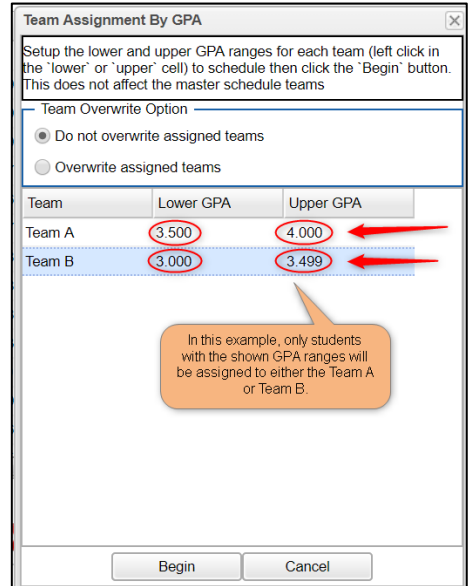 Team Assignment By GPA
Setup the lower and upper GPA ranges for each team (left click in
the `lower` or `upper` cell) to schedule then click the `Begin` button.
This does not affect the master schedule teams
Team Overwrite Option
Do not overwrite assigned teams
Overwrite assigned teams
Team Lower GPA Upper GPA
Team A 3.500 4.000
Team B 3.000 3.499
In this example, only students
with the shown GPA ranges will
be assigned to either the Team A
or Team B.
Begin Cancel